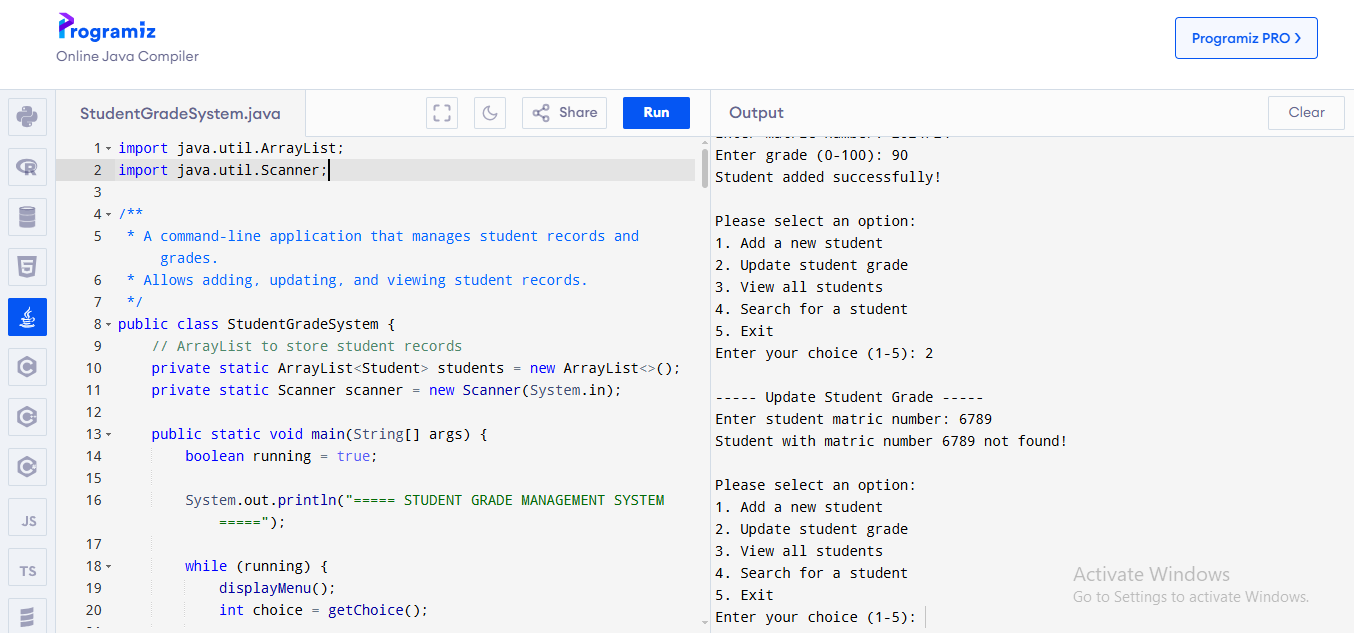 Programiz
Online Java Compiler
Programiz PRO
StudentGradeSystem.java
Share
Run
Output
Clear
JS
TS
1 import java.util.ArrayList;
2 import java.util.Scanner;
3
4 /**
5 * A command-line application that manages student records and
grades.
6 * Allows adding, updating, and viewing student records.
7 */
8 public class StudentGradeSystem {
9 // ArrayList to store student records
10 private static ArrayList<Student> students = new ArrayList<>();
11 private static Scanner scanner = new Scanner(System.in);
12
13 public static void main(String[] args) {
14 boolean running = true;
15
16 System.out.println("===== STUDENT GRADE MANAGEMENT SYSTEM
=====");
17
18 while (running) {
19 displayMenu();
20 int choice = getChoice();
Enter grade (0-100): 90
Student added successfully!
Please select an option:
1. Add a new student
2. Update student grade
3. View all students
4. Search for a student
5. Exit
Enter your choice (1-5): 2
----- Update Student Grade -----
Enter student matric number: 6789
Student with matric number 6789 not found!
Please select an option:
1. Add a new student
2. Update student grade
3. View all students
4. Search for a student
5. Exit
Enter your choice (1-5):
Activate Windows
Go to Settings to activate Windows.